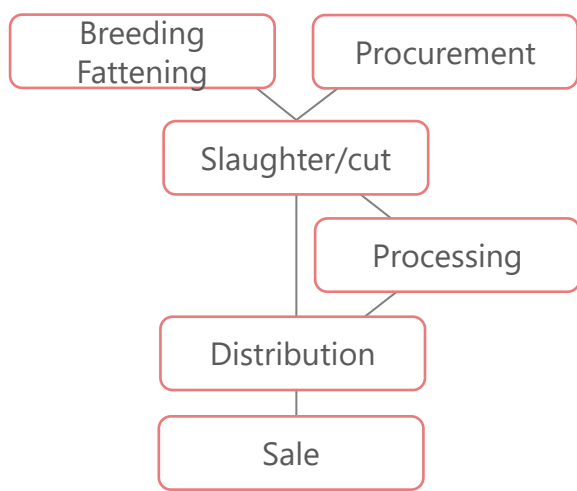 Breeding
Fattening
Procurement
Slaughter/cut
Processing
Distribution
Sale